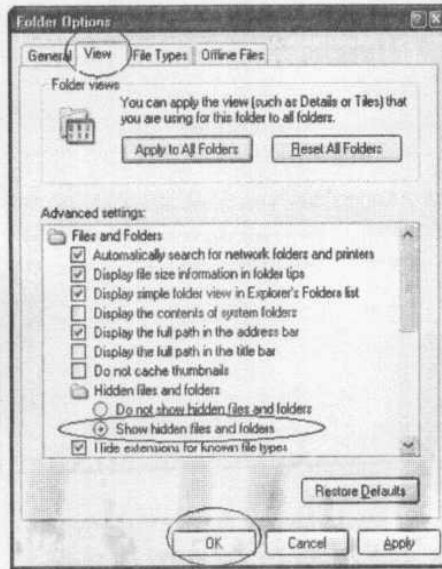 Folder Options
General View File Types Offline Files
Folder views
You can apply the view (such as Details or Tiles) that
you are using for this folder to all folders.
Apply to All Folders Reset All Folders
Advanced settings:
Files and Folders
Automatically search for network folders and printers
Display file size information in folder tips
Display simple folder view in Explorer's Folders list
Display the contents of system folders
Display the full path in the address bar
Display the full path in the title bar
Do not cache thumbnails
Hidden files and folders
Do not show hidden files and folders
Show hidden files and folders
Hide extensions for known file types
Restore Defaults
OK Cancel Apply